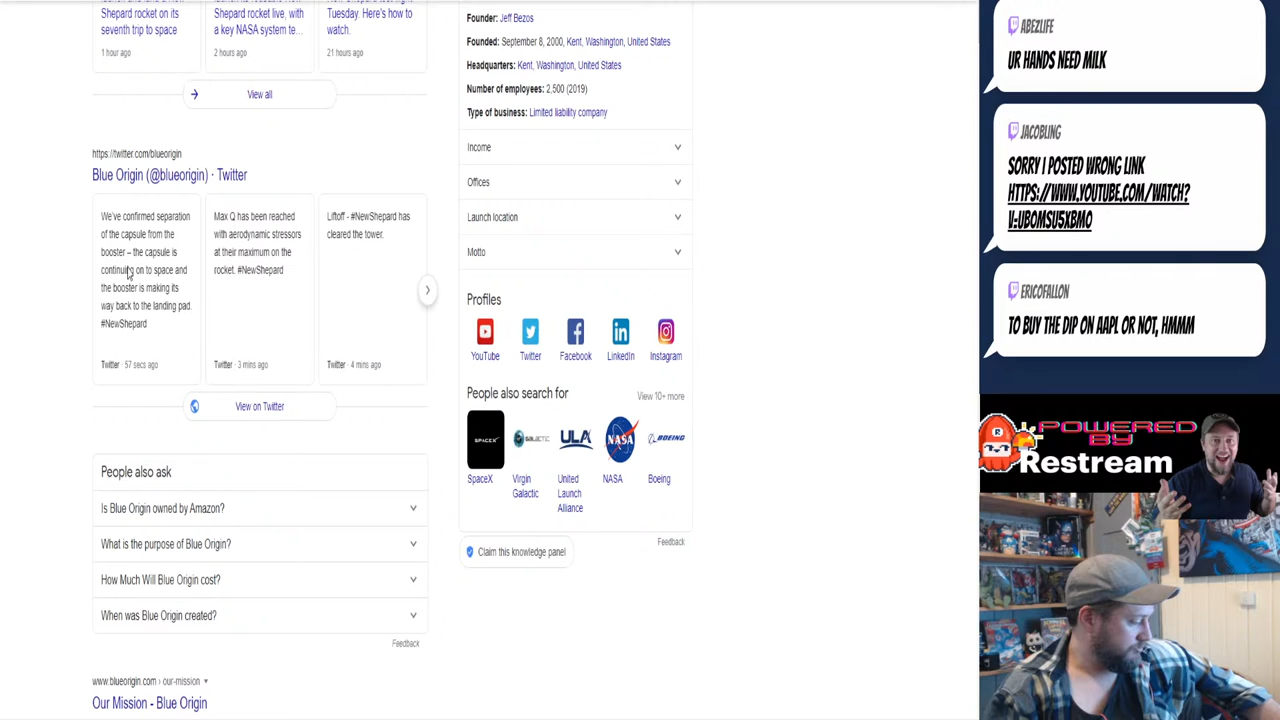 Shepard rocket on its
seventh trip to space
1 hour ago
Shepard rocket live, with
a key NASA system te...
2 hours ago
Tuesday. Here's how to
watch.
21 hours ago
View all
https://twitter.com/blueorigin
Blue Origin (@blueorigin) · Twitter
We've confirmed separation
of the capsule from the
booster – the capsule is
continuing on to space and
the booster is making its
way back to the landing pad.
#NewShepard
Twitter · 57 secs ago
Max Q has been reached
with aerodynamic stressors
at their maximum on the
rocket. #NewShepard
Twitter · 3 mins ago
Liftoff - #NewShepard has
cleared the tower.
Twitter · 4 mins ago
View on Twitter
People also ask
Is Blue Origin owned by Amazon?
What is the purpose of Blue Origin?
How Much Will Blue Origin cost?
When was Blue Origin created?
Feedback
www.blueorigin.com › our-mission
Our Mission - Blue Origin
Founder: Jeff Bezos
Founded: September 8, 2000, Kent, Washington, United States
Headquarters: Kent, Washington, United States
Number of employees: 2,500 (2019)
Type of business: Limited liability company
Income
Offices
Launch location
Motto
Profiles
YouTube
Twitter
Facebook
LinkedIn
Instagram
People also search for
View 10+ more
SPACEX
GALACTIC
ULA
NASA
BOEING
SpaceX
Virgin
Galactic
United
Launch
Alliance
NASA
Boeing
Feedback
Claim this knowledge panel
ABEZLIFE
UR HANDS NEED MILK
JACOBLING
SORRY I POSTED WRONG LINK
HTTPS://WWW.YOUTUBE.COM/WATCH?
V=UBOMSU5XBMO
ERICOFALLON
TO BUY THE DIP ON AAPL OR NOT, HMMM
POWERED
BY
Restream